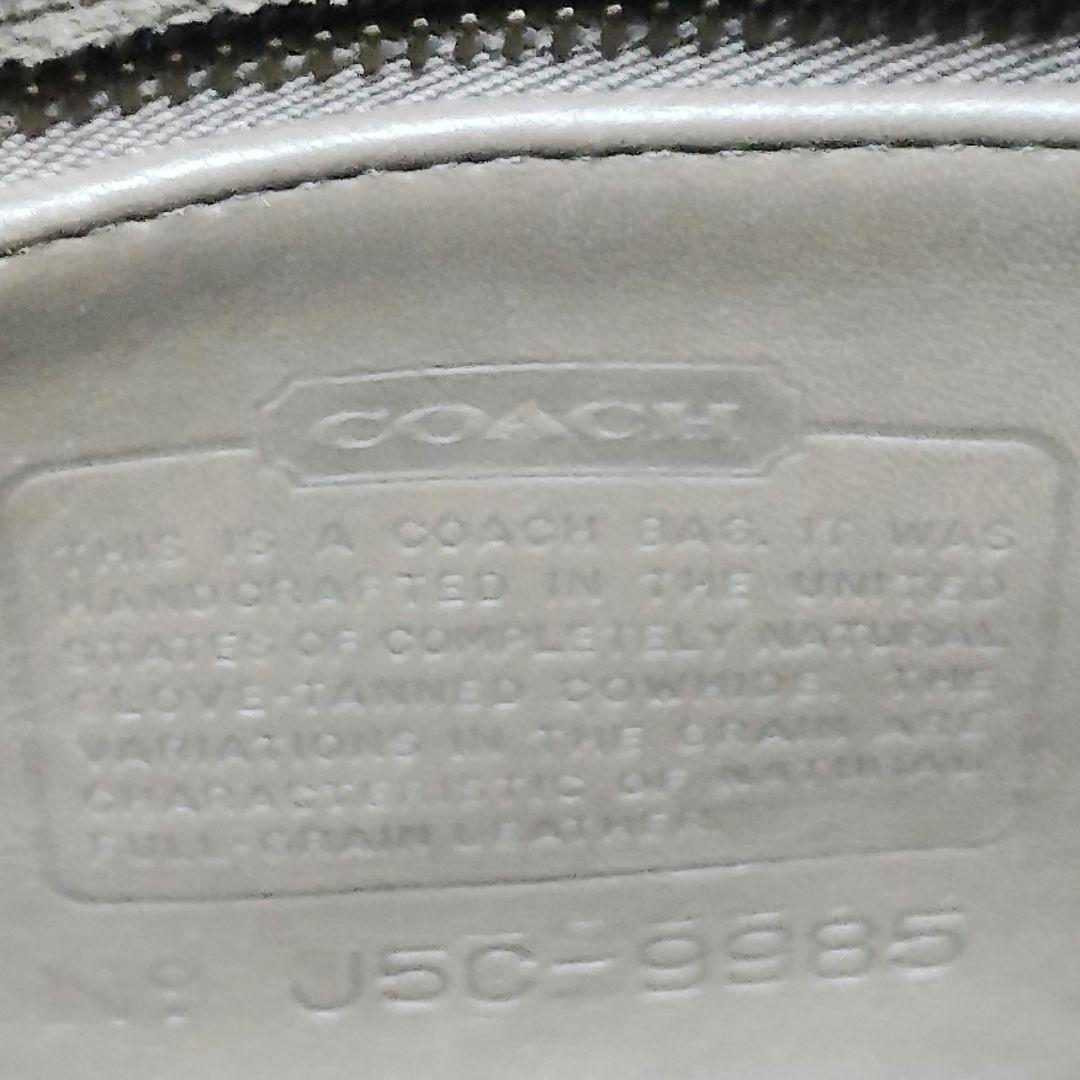 COACH
THIS IS A COACH BAG. IT WAS
HANDCRAFTED IN THE UNITED
STATES OF COMPLETELY NATURAL
GLOVE-TANNED COWHIDE. THE
VARIATIONS IN THE GRAIN ARE
CHARACTERISTIC OF NATURAL
FULL-GRAIN LEATHER.
Nº J5C-9985